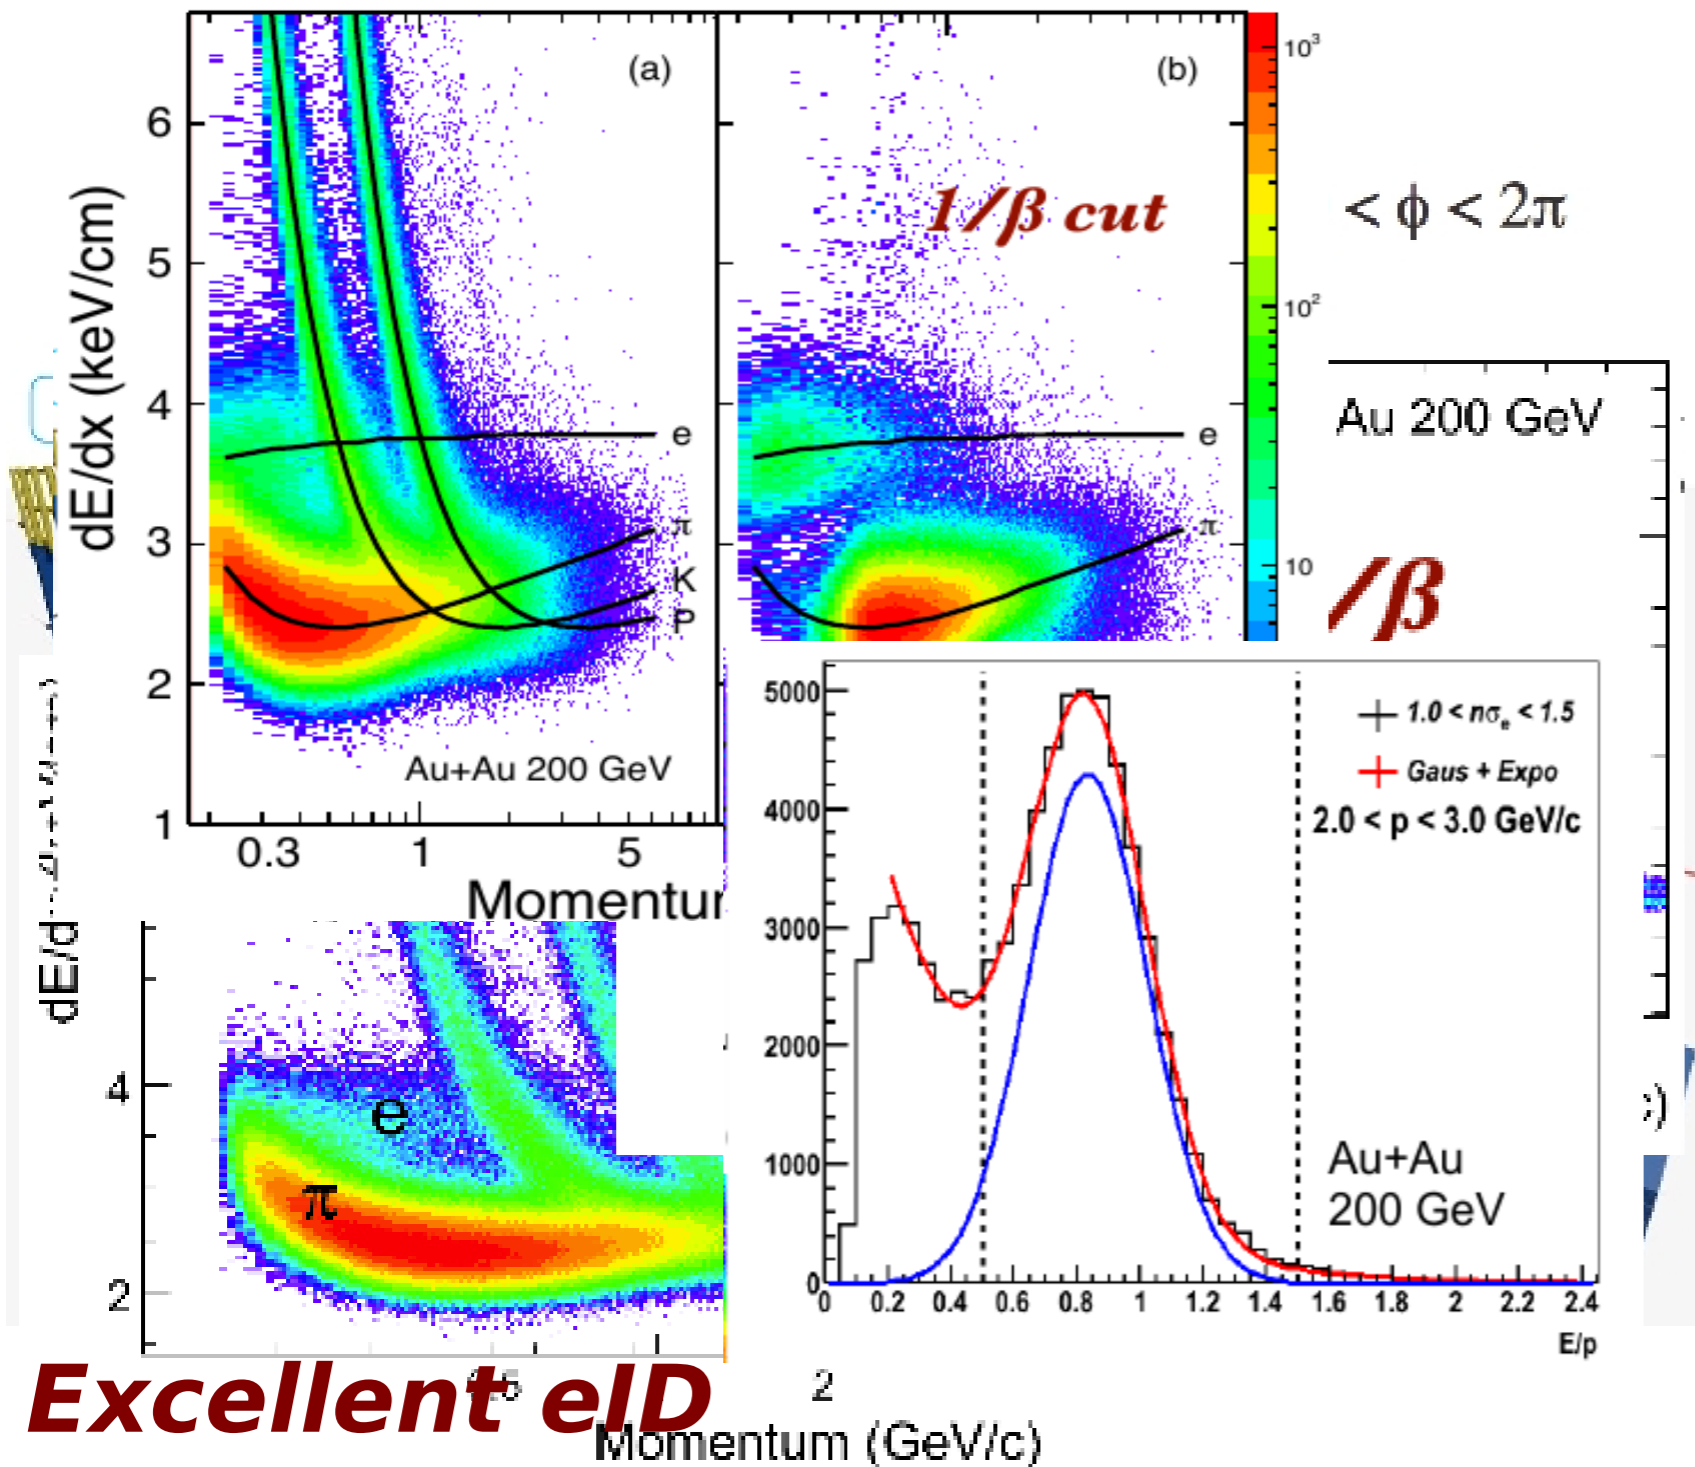 (a)
(b)
10³
6
1/β cut
< ϕ < 2π
dE/dx (keV/cm)
5
10²
4
Au 200 GeV
e
e
π
π
3
10
K
/β
P
2
5000
1.0 < nσe < 1.5
Au+Au 200 GeV
Gaus + Expo
4000
2.0 < p < 3.0 GeV/c
1
0.3
1
5
Momentum
3000
dE/d
2000
4
e
1000
Au+Au
π
200 GeV
2
0
0
0.2
0.4
0.6
0.8
1
1.2
1.4
1.6
1.8
2
2.2
2.4
E/p
Excellent eID
2
Momentum (GeV/c)